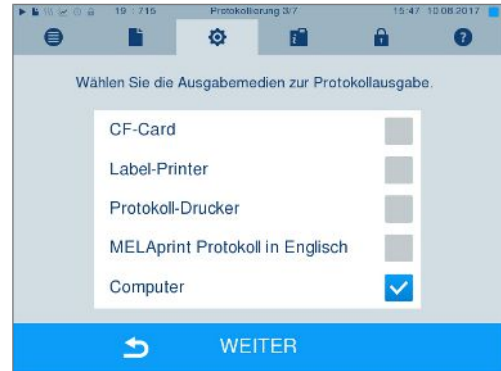 19 : 715 Protokollierung 3/7 15:47 10.08.2017
Wählen Sie die Ausgabemedien zur Protokollausgabe.
CF-Card
Label-Printer
Protokoll-Drucker
MELAprint Protokoll in Englisch
Computer
WEITER